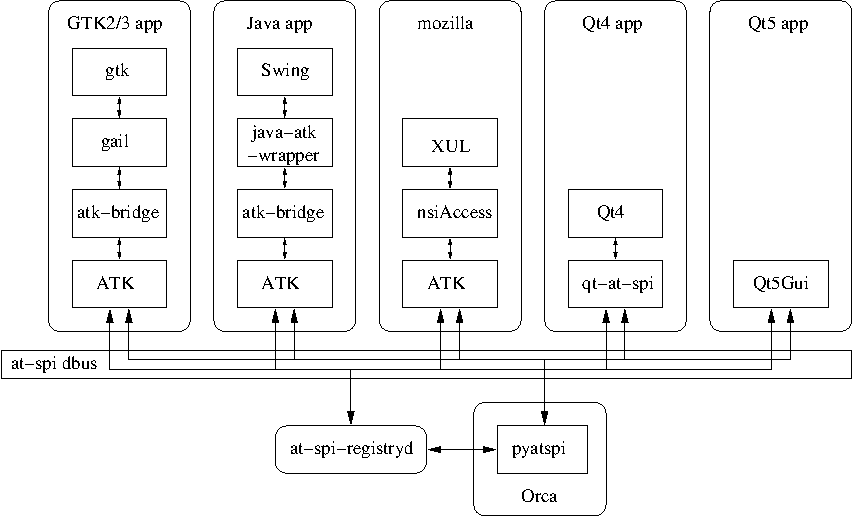 GTK2/3 app
Java app
mozilla
Qt4 app
Qt5 app
gtk
Swing
gail
java-atk
-wrapper
XUL
atk-bridge
atk-bridge
nsiAccess
Qt4
ATK
ATK
ATK
qt-at-spi
Qt5Gui
at-spi dbus
at-spi-registryd
pyatspi
Orca